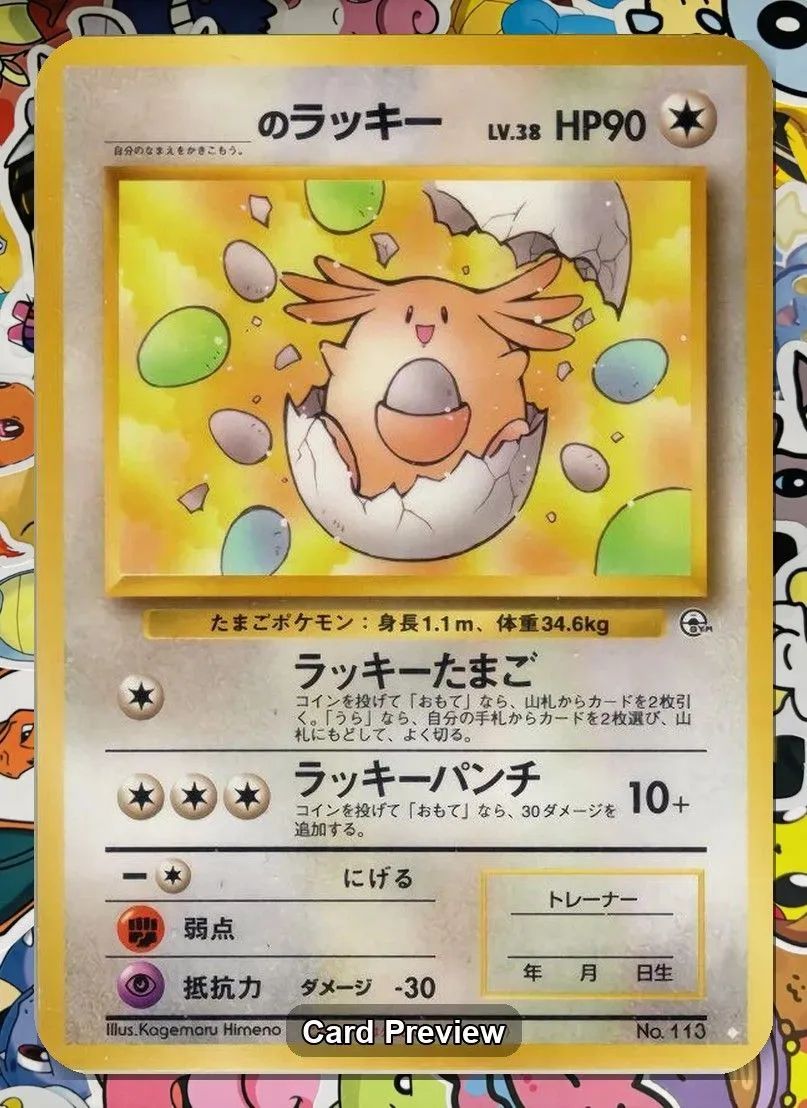 のラッキー LV.38 HP90
自分のなまえをかきこもう。
たまごポケモン：身長1.1m、体重34.6kg
GYM
ラッキーたまご
コインを投げて「おもて」なら、山札からカードを2枚引
く。「うら」なら、自分の手札からカードを2枚選び、山
札にもどして、よく切る。
ラッキーパンチ
コインを投げて「おもて」なら、30ダメージを
追加する。
10+
にげる
弱点
抵抗力 ダメージ -30
トレーナー
年 月 日生
Illus.Kagemaru Himeno
No. 113
Card Preview